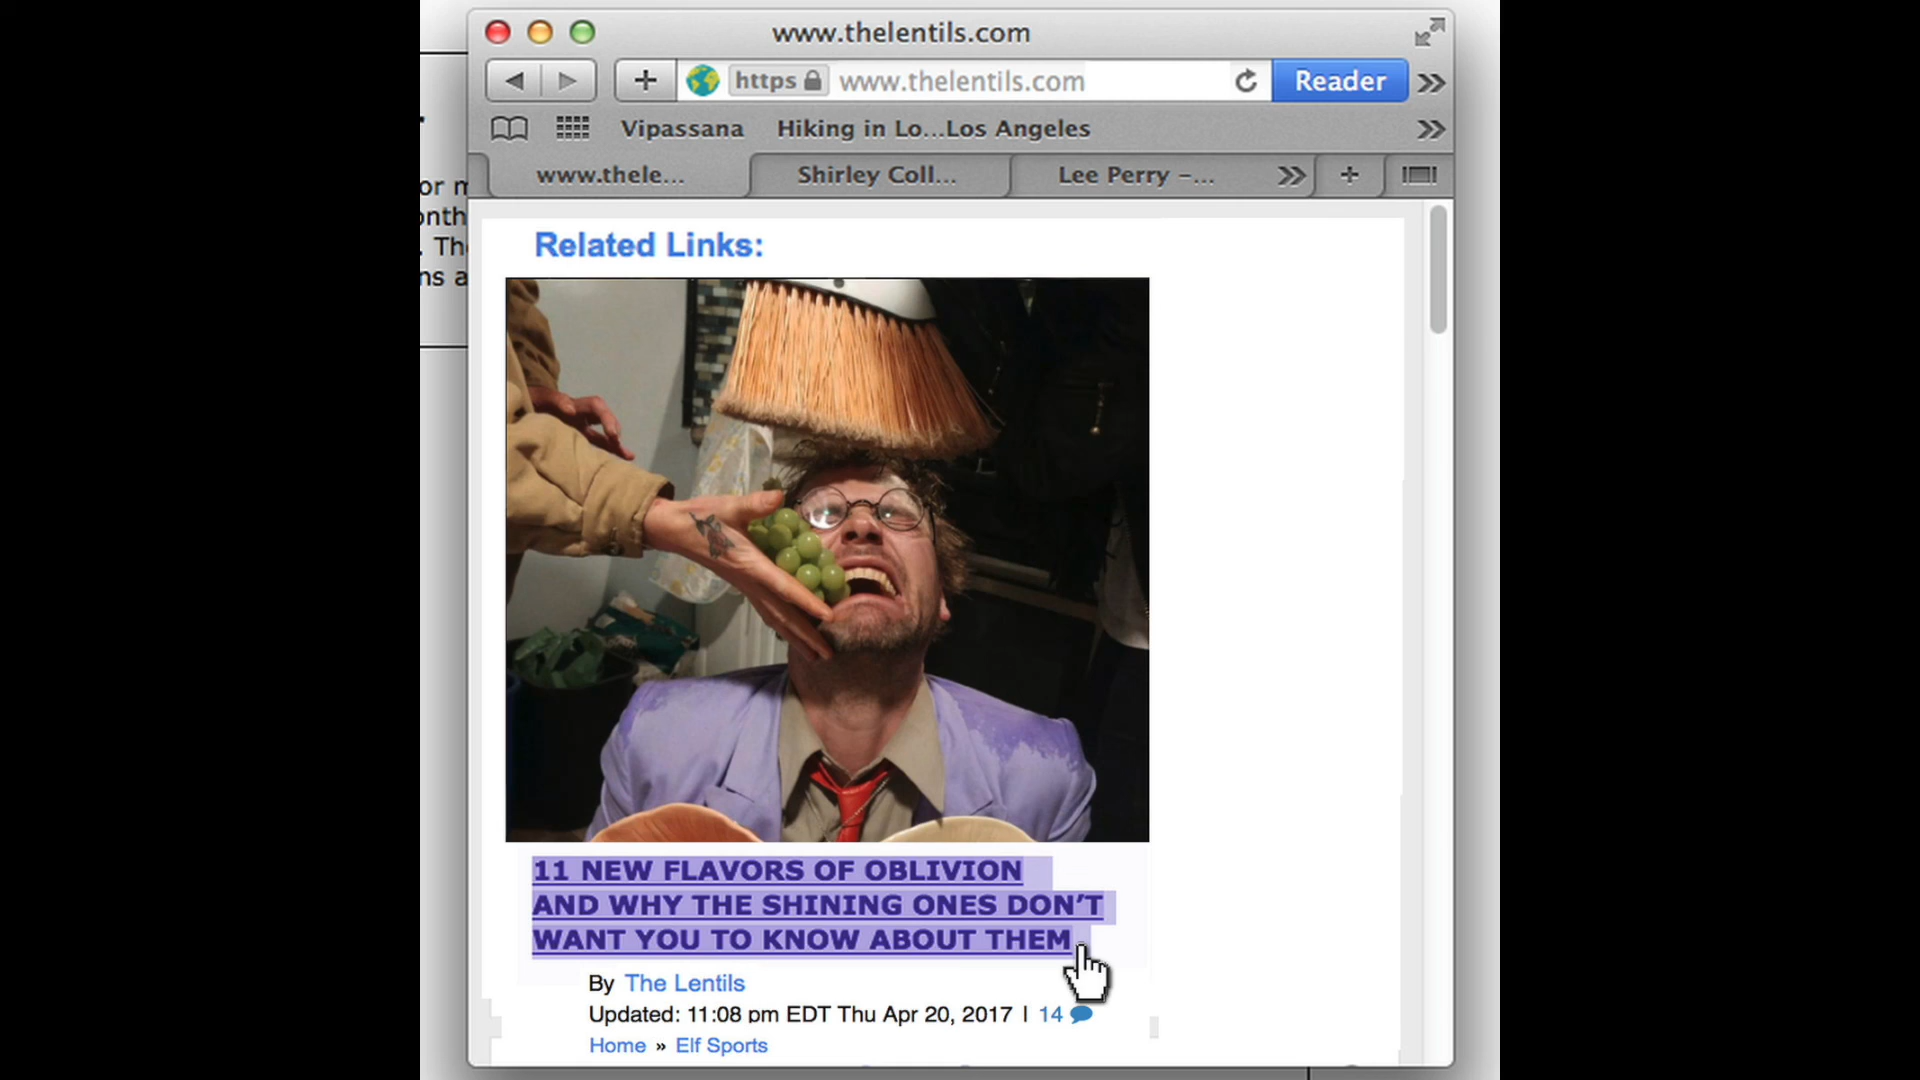 www.thelentils.com
https www.thelentils.com
Reader
Vipassana Hiking in Lo...Los Angeles
www.thele... Shirley Coll... Lee Perry –...
or
Related Links:
11 NEW FLAVORS OF OBLIVION
AND WHY THE SHINING ONES DON'T
WANT YOU TO KNOW ABOUT THEM
By The Lentils
Updated: 11:08 pm EDT Thu Apr 20, 2017 | 14
Home » Elf Sports